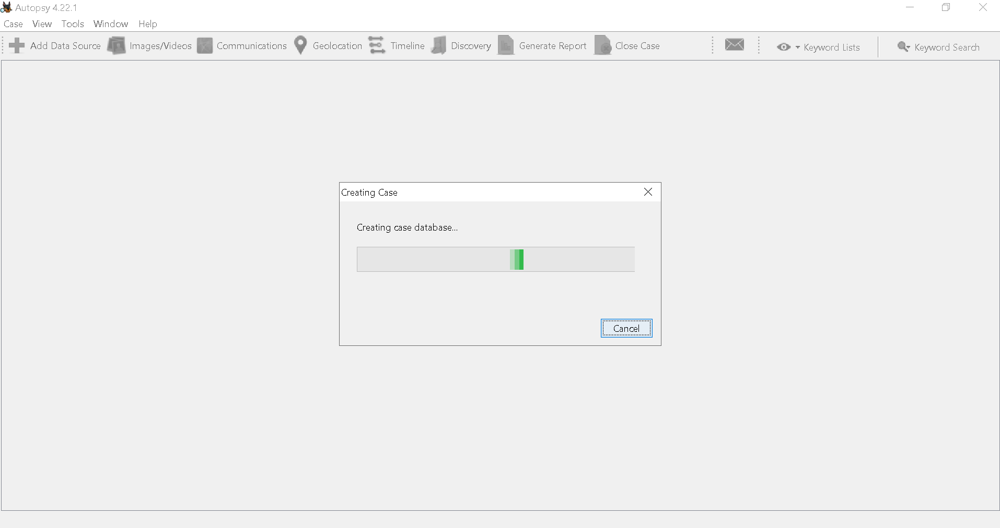 Autopsy 4.22.1
Case View Tools Window Help
Add Data Source Images/Videos Communications Geolocation Timeline Discovery Generate Report Close Case Keyword Lists Keyword Search
Creating Case
Creating case database...
Cancel